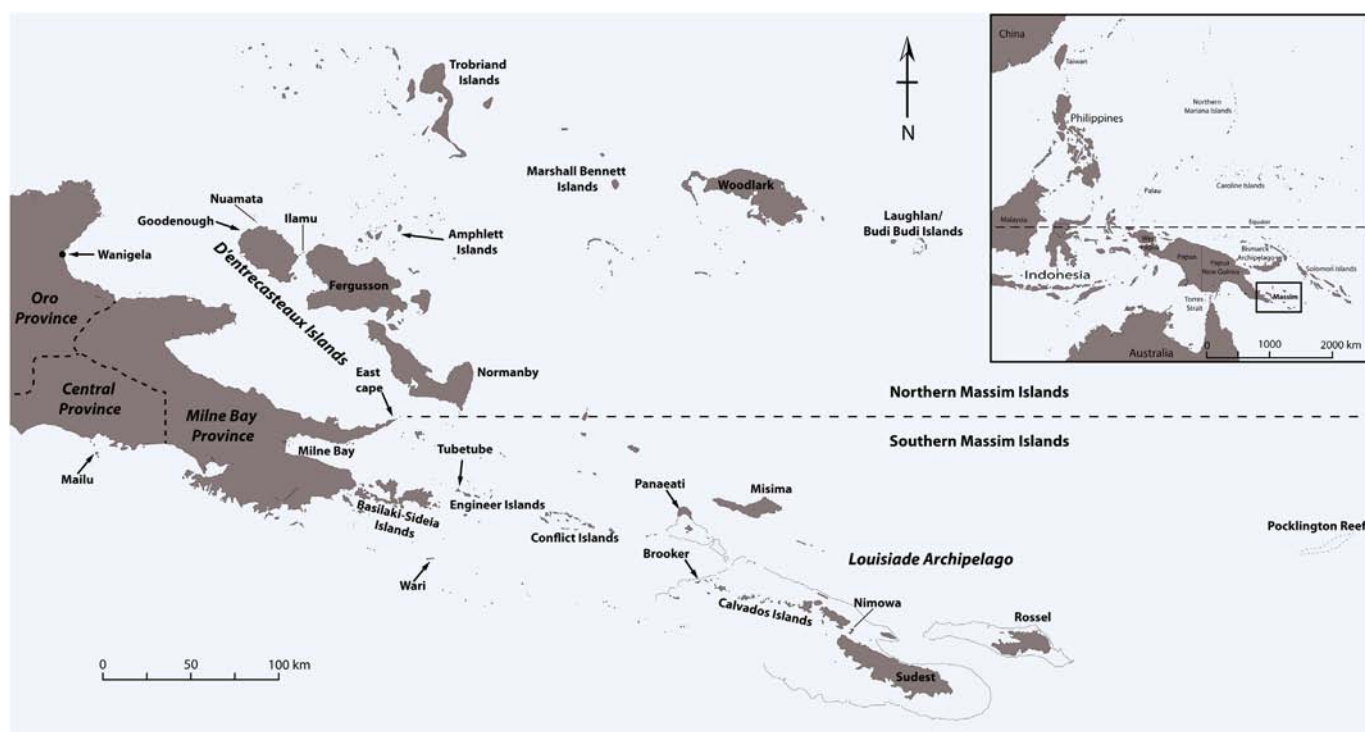 Trobriand
Islands
N
Marshall Bennett
Islands
Woodlark
Laughlan/
Budi Budi Islands
Nuamata
Goodenough
Ilamu
Amphlett
Islands
Wanigela
D'entrecasteaux Islands
Fergusson
Oro
Province
East
cape
Normanby
Northern Massim Islands
Central
Province
Milne Bay
Province
Southern Massim Islands
Milne Bay
Tubetube
Mailu
Panaeati
Misima
Engineer Islands
Basilaki-Sideia
Islands
Conflict Islands
Pocklington Reef
Brooker
Louisiade Archipelago
Wari
Calvados Islands
Nimowa
Rossel
Sudest
0 50 100 km
China
Taiwan
Northern
Mariana Islands
Philippines
Palau
Caroline Islands
Malaysia
Equator
West
Papua
Papua
New Guinea
Bismarck
Archipelago
Solomon Islands
Indonesia
Massim
Torres
Strait
0 1000 2000 km
Australia